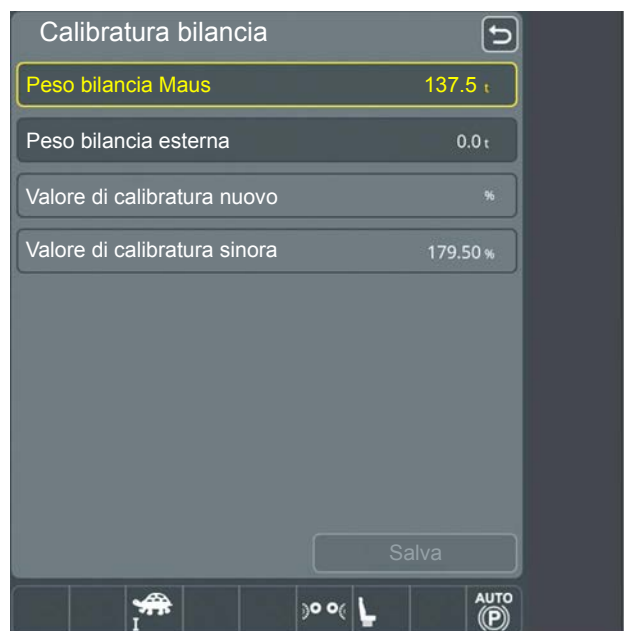 Calibratura bilancia
Peso bilancia Maus 137.5 t
Peso bilancia esterna 0.0 t
Valore di calibratura nuovo %
Valore di calibratura sinora 179.50 %
Salva
I
AUTO
P